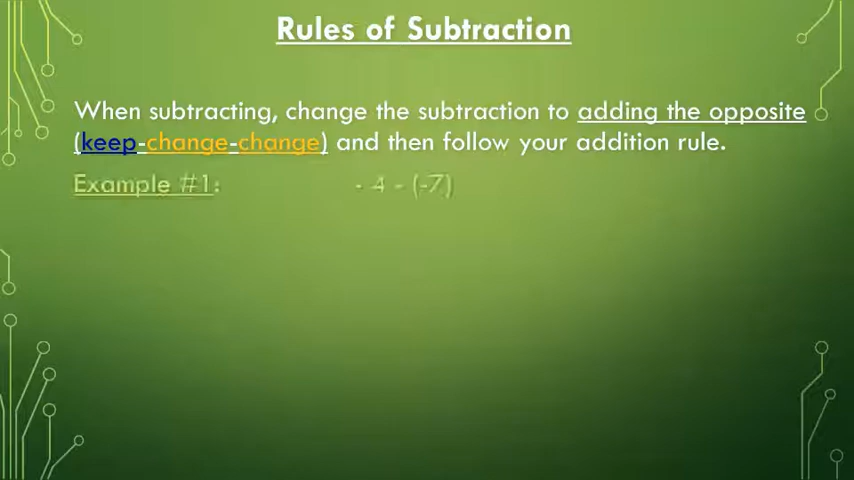 Rules of Subtraction
When subtracting, change the subtraction to adding the opposite
(keep-change-change) and then follow your addition rule.
Example #1: - 4 - (-7)